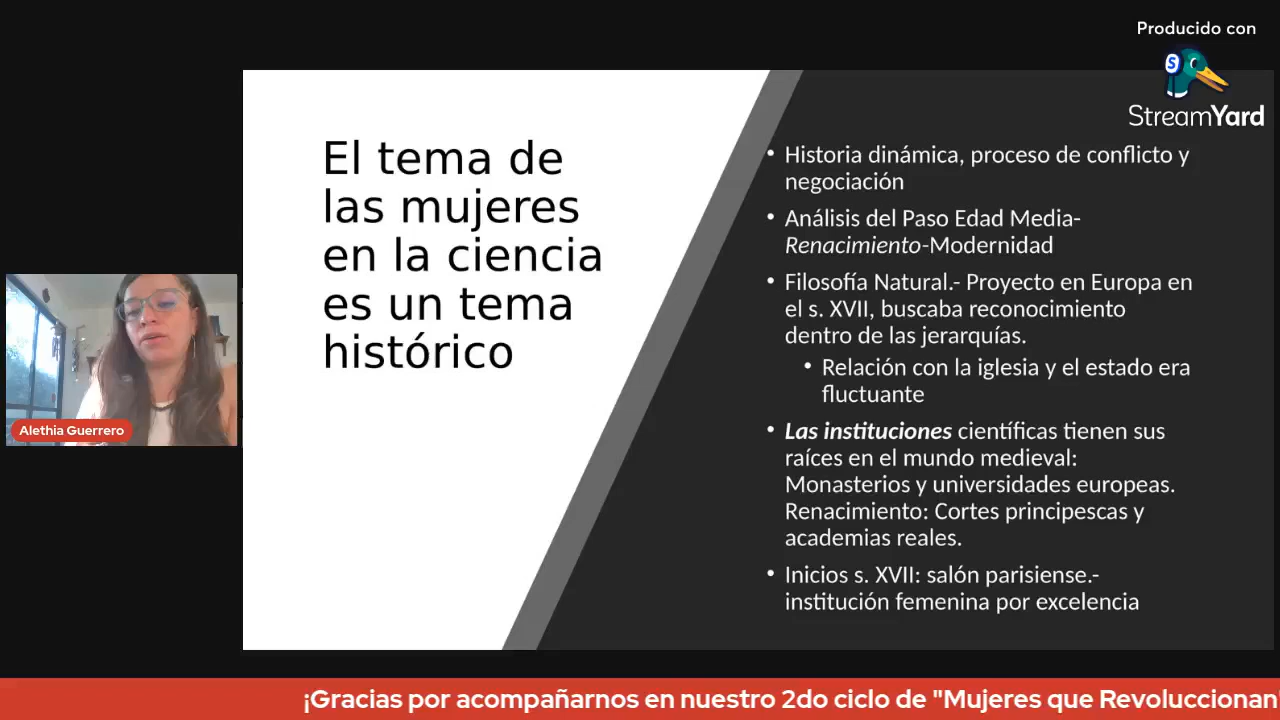 Producido con
StreamYard
El tema de
las mujeres
en la ciencia
es un tema
histórico
• Historia dinámica, proceso de conflicto y
negociación
• Análisis del Paso Edad Media-
Renacimiento-Modernidad
• Filosofía Natural.- Proyecto en Europa en
el s. XVII, buscaba reconocimiento
dentro de las jerarquías.
• Relación con la iglesia y el estado era
fluctuante
• Las instituciones científicas tienen sus
raíces en el mundo medieval:
Monasterios y universidades europeas.
Renacimiento: Cortes principescas y
academias reales.
• Inicios s. XVII: salón parisiense.-
institución femenina por excelencia
Alethia Guerrero
¡Gracias por acompañarnos en nuestro 2do ciclo de "Mujeres que Revoluccionan"